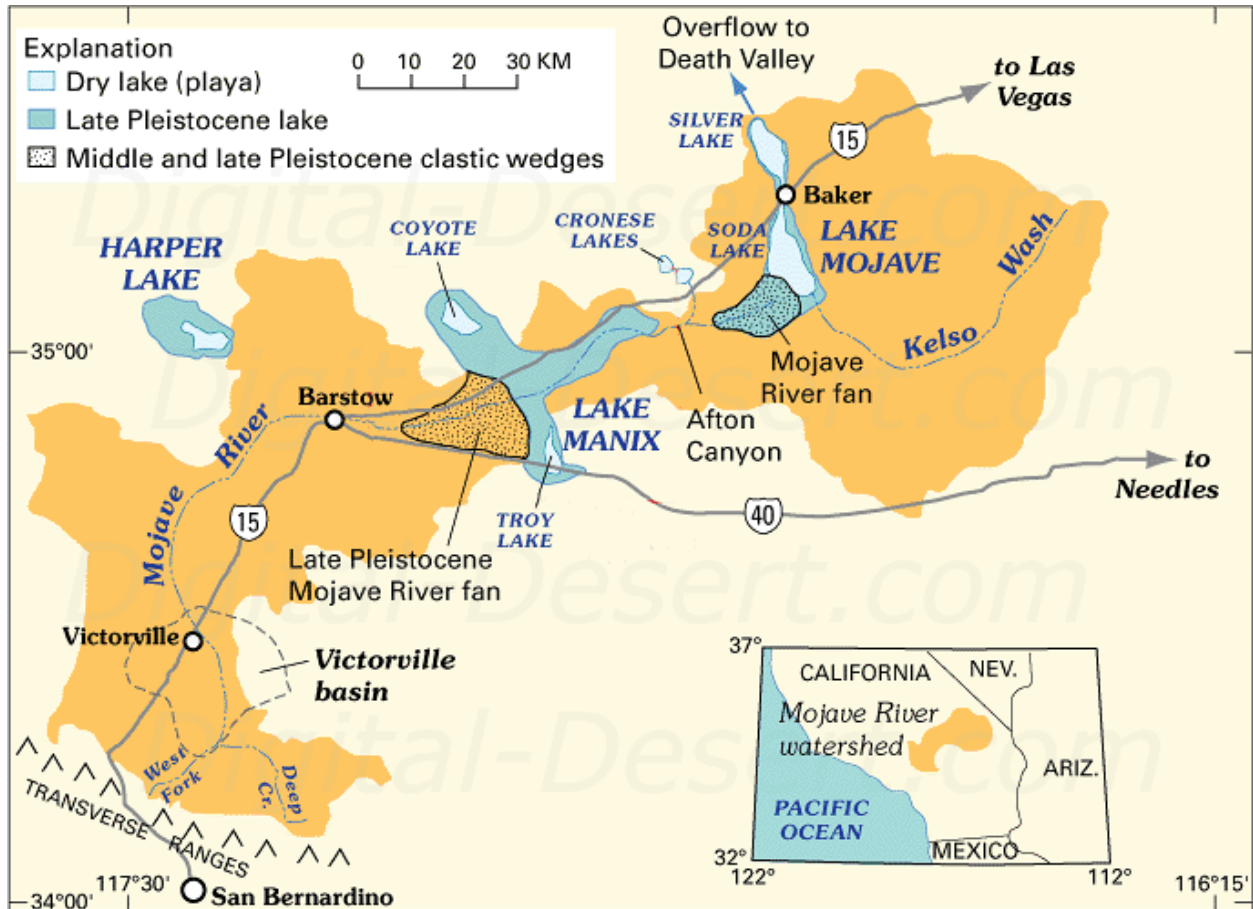 Explanation
Dry lake (playa)
Late Pleistocene lake
Middle and late Pleistocene clastic wedges
0 10 20 30 KM
Overflow to
Death Valley
to Las
Vegas
SILVER
LAKE
15
Baker
CRONESE
LAKES
SODA
LAKE
LAKE
MOJAVE
Kelso Wash
COYOTE
LAKE
HARPER
LAKE
35°00'
Mojave
River fan
Barstow
LAKE
MANIX
Afton
Canyon
Mojave River
15
TROY
LAKE
40
to
Needles
Late Pleistocene
Mojave River fan
Victorville
Victorville
basin
West
Fork
Deep
Cr.
TRANSVERSE
RANGES
San Bernardino
34°00'
117°30'
116°15'
37°
CALIFORNIA
NEV.
Mojave River
watershed
ARIZ.
PACIFIC
OCEAN
MEXICO
32°
122°
112°
Digital-Desert.com
Digital-Desert.com
Digital-Desert.com
Digital-Desert.com